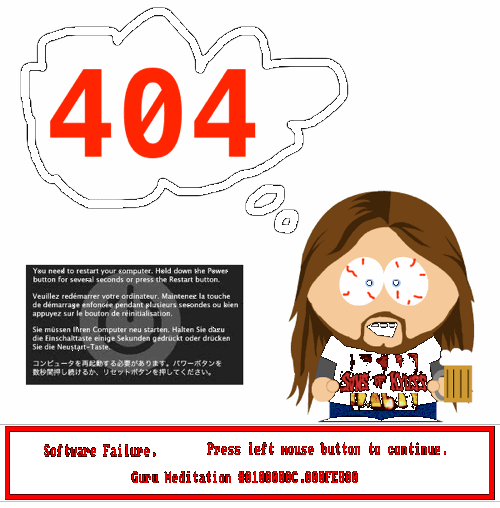 404
You need to restart your computer. Hold down the Power
button for several seconds or press the Restart button.
Veuillez redémarrer votre ordinateur. Maintenez la touche
de démarrage enfoncée pendant plusieurs secondes ou bien
appuyez sur le bouton de réinitialisation.
Sie müssen Ihren Computer neu starten. Halten Sie dazu
die Einschalttaste einige Sekunden gedrückt oder drücken
Sie die Neustart-Taste.
コンピュータを再起動する必要があります。パワーボタンを
数秒間押し続けるか、リセットボタンを押してください。
Software Failure. Press left mouse button to continue.
Guru Meditation